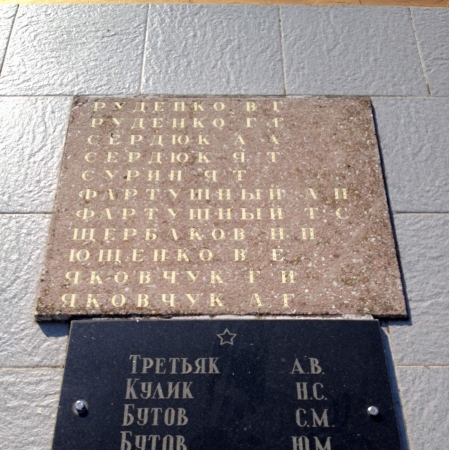 РУДЕНКО В Г
РУДЕНКО Г Г
СЕРДЮК А А
СЕРДЮК Я Т
СУРИН Я Т
ФАРТУШНЫЙ А И
ФАРТУШНЫЙ Т С
ЩЕРБАКОВ Н П
ЮЩЕНКО В Е
ЯКОВЧУК Г И
ЯКОВЧУК А Г
ТРЕТЬЯК А.В.
КУЛИК Н.С.
БУТОВ С.М.
БУТОВ Ю.М.